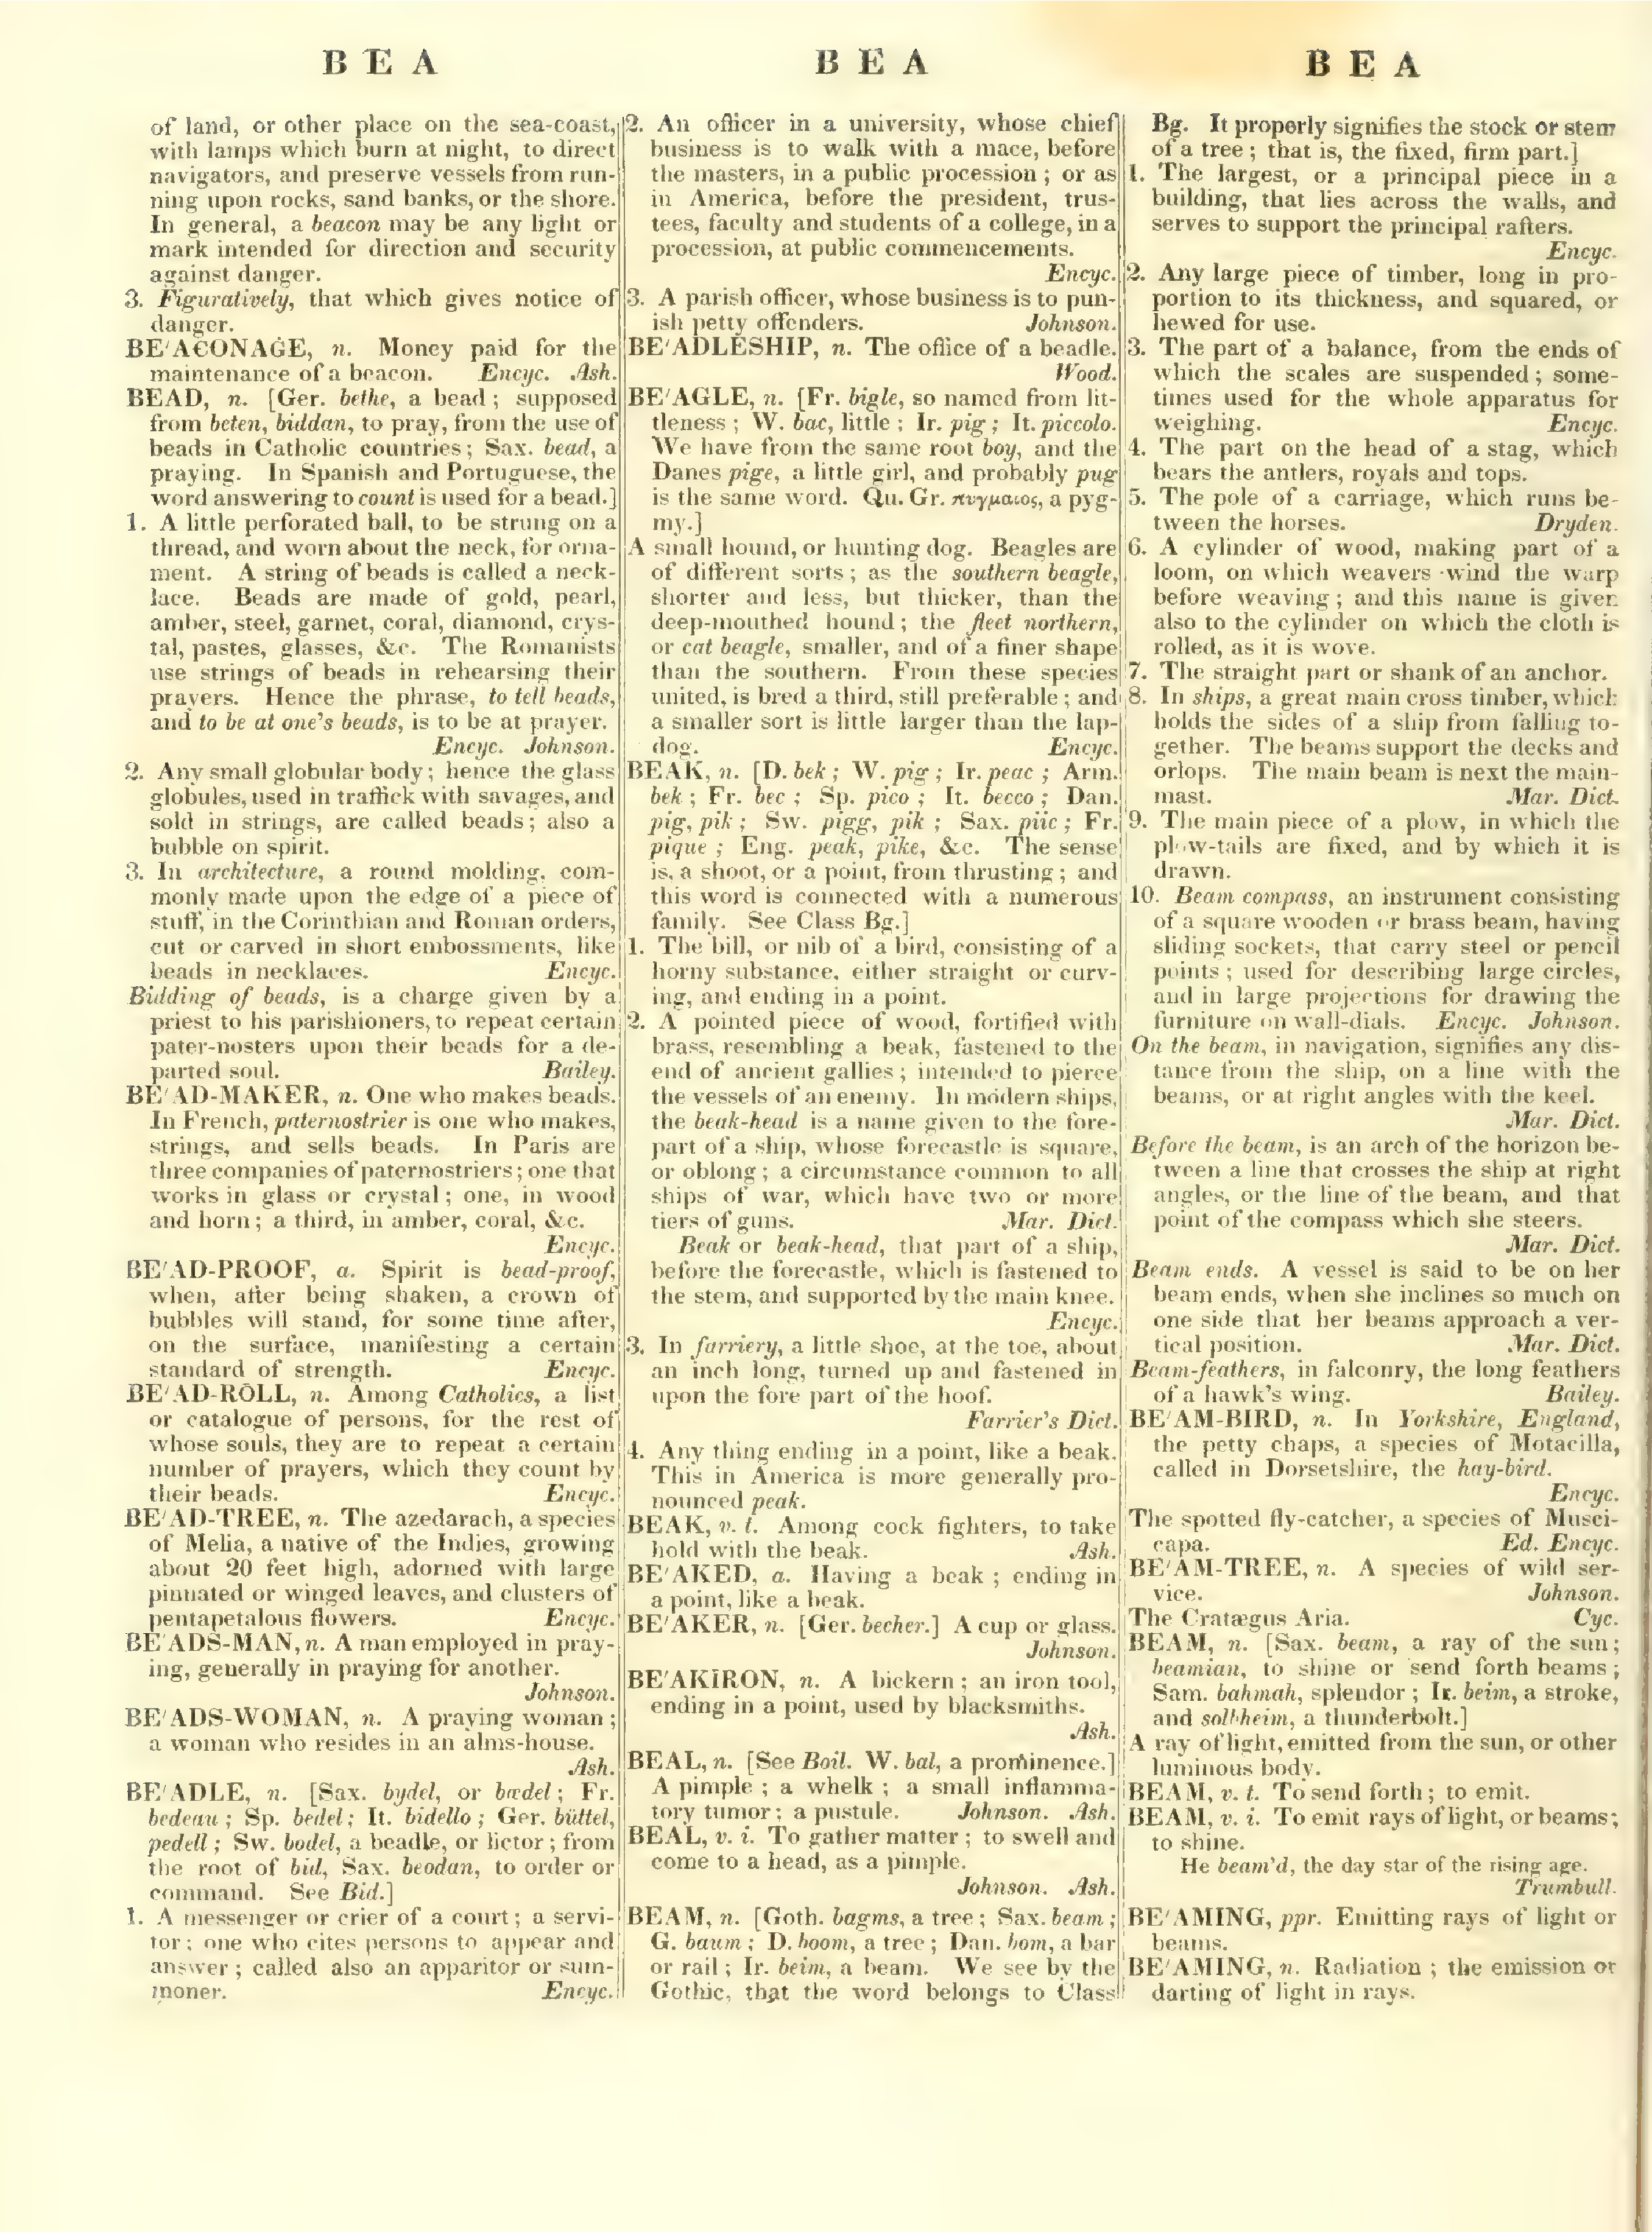 B E A
B E A
B E A
of land, or other place on the sea-coast,
with lamps which burn at night, to direct
navigators, and preserve vessels from run-
ning upon rocks, sand banks, or the shore.
In general, a beacon may be any light or
mark intended for direction and security
against danger.
3. Figuratively, that which gives notice of
danger.
BE'A€ONAGE, n. Money paid for the
maintenance of a beacon. Encyc. Ash.
BEAD, n. [Ger. bethe, a bead; supposed
from beten, biddan, to pray, from the use of
beads in Catholic countries; Sax. bead, a
praying. In Spanish and Portuguese, the
word answering to count is used for a bead.]
1. A little perforated ball, to be strung on a
thread, and worn about the neck, for orna-
ment. A string of beads is called a neck-
lace. Beads are made of gold, pearl,
amber, steel, garnet, coral, diamond, crys-
tal, pastes, glasses, &c. The Romanists
use strings of beads in rehearsing their
prayers. Hence the phrase, to tell beads,
and to be at one's beads, is to be at prayer.
Encyc. Johnson.
2. Any small globular body; hence the glass
globules, used in traffick with savages, and
sold in strings, are called beads; also a
bubble on spirit.
3. In architecture, a round molding, com-
monly made upon the edge of a piece of
stuff, in the Corinthian and Roman orders,
cut or carved in short embossments, like
beads in necklaces. Encyc.
Bidding of beads, is a charge given by a
priest to his parishioners, to repeat certain
pater-nosters upon their beads for a de-
parted soul. Bailey.
BE'AD-MAKER, n. One who makes beads.
In French, paternostrier is one who makes,
strings, and sells beads. In Paris are
three companies of paternostriers; one that
works in glass or crystal; one, in wood
and horn; a third, in amber, coral, &c.
Encyc.
BE'AD-PROOF, a. Spirit is bead-proof,
when, after being shaken, a crown of
bubbles will stand, for some time after,
on the surface, manifesting a certain
standard of strength. Encyc.
BE'AD-RŌLL, n. Among Catholics, a list
or catalogue of persons, for the rest of
whose souls, they are to repeat a certain
number of prayers, which they count by
their beads. Encyc.
BE'AD-TREE, n. The azedarach, a species
of Melia, a native of the Indies, growing
about 20 feet high, adorned with large
pinnated or winged leaves, and clusters of
pentapetalous flowers. Encyc.
BE'ADS-MAN, n. A man employed in pray-
ing, generally in praying for another.
Johnson.
BE'ADS-WOMAN, n. A praying woman;
a woman who resides in an alms-house.
Ash.
BE'ADLE, n. [Sax. bydel, or bædel; Fr.
bedeau; Sp. bedel; It. bidello; Ger. büttel,
pedell; Sw. bodel, a beadle, or lictor; from
the root of bid, Sax. beodan, to order or
command. See Bid.]
1. A messenger or crier of a court; a servi-
tor; one who cites persons to appear and
answer; called also an apparitor or sum-
moner. Encyc.
2. An officer in a university, whose chief
business is to walk with a mace, before
the masters, in a public procession; or as
in America, before the president, trus-
tees, faculty and students of a college, in a
procession, at public commencements.
Encyc.
3. A parish officer, whose business is to pun-
ish petty offenders. Johnson.
BE'ADLESHIP, n. The office of a beadle.
Wood.
BE'AGLE, n. [Fr. bigle, so named from lit-
tleness; W. bac, little; Ir. pig; It. piccolo.
We have from the same root boy, and the
Danes pige, a little girl, and probably pug
is the same word. Qu. Gr. πυγμαιος, a pyg-
my.]
A small hound, or hunting dog. Beagles are
of different sorts; as the southern beagle,
shorter and less, but thicker, than the
deep-mouthed hound; the fleet northern,
or cat beagle, smaller, and of a finer shape
than the southern. From these species
united, is bred a third, still preferable; and
a smaller sort is little larger than the lap-
dog. Encyc.
BEAK, n. [D. bek; W. pig; Ir. peac; Arm.
bek; Fr. bec; Sp. pico; It. becco; Dan.
pig, pik; Sw. pigg, pik; Sax. piic; Fr.
pique; Eng. peak, pike, &c. The sense
is, a shoot, or a point, from thrusting; and
this word is connected with a numerous
family. See Class Bg.]
1. The bill, or nib of a bird, consisting of a
horny substance, either straight or curv-
ing, and ending in a point.
2. A pointed piece of wood, fortified with
brass, resembling a beak, fastened to the
end of ancient gallies; intended to pierce
the vessels of an enemy. In modern ships,
the beak-head is a name given to the fore-
part of a ship, whose forecastle is square,
or oblong; a circumstance common to all
ships of war, which have two or more
tiers of guns. Mar. Dict.
Beak or beak-head, that part of a ship,
before the forecastle, which is fastened to
the stem, and supported by the main knee.
Encyc.
3. In farriery, a little shoe, at the toe, about
an inch long, turned up and fastened in
upon the fore part of the hoof.
Farrier's Dict.
4. Any thing ending in a point, like a beak.
This in America is more generally pro-
nounced peak.
BEAK, v. t. Among cock fighters, to take
hold with the beak. Ash.
BE'AKED, a. Having a beak; ending in
a point, like a beak.
BE'AKER, n. [Ger. becher.] A cup or glass.
Johnson.
BE'AKĪRON, n. A bickern; an iron tool,
ending in a point, used by blacksmiths.
Ash.
BEAL, n. [See Boil. W. bal, a prominence.]
A pimple; a whelk; a small inflamma-
tory tumor; a pustule. Johnson. Ash.
BEAL, v. i. To gather matter; to swell and
come to a head, as a pimple.
Johnson. Ash.
BEAM, n. [Goth. bagms, a tree; Sax. beam;
G. baum; D. boom, a tree; Dan. bom, a bar
or rail; Ir. beim, a beam. We see by the
Gothic, that the word belongs to Class
Bg. It properly signifies the stock or stem
of a tree; that is, the fixed, firm part.]
1. The largest, or a principal piece in a
building, that lies across the walls, and
serves to support the principal rafters.
Encyc.
2. Any large piece of timber, long in pro-
portion to its thickness, and squared, or
hewed for use.
3. The part of a balance, from the ends of
which the scales are suspended; some-
times used for the whole apparatus for
weighing. Encyc.
4. The part on the head of a stag, which
bears the antlers, royals and tops.
5. The pole of a carriage, which runs be-
tween the horses. Dryden.
6. A cylinder of wood, making part of a
loom, on which weavers wind the warp
before weaving; and this name is given
also to the cylinder on which the cloth is
rolled, as it is wove.
7. The straight part or shank of an anchor.
8. In ships, a great main cross timber, which
holds the sides of a ship from falling to-
gether. The beams support the decks and
orlops. The main beam is next the main-
mast. Mar. Dict.
9. The main piece of a plow, in which the
plow-tails are fixed, and by which it is
drawn.
10. Beam compass, an instrument consisting
of a square wooden or brass beam, having
sliding sockets, that carry steel or pencil
points; used for describing large circles,
and in large projections for drawing the
furniture on wall-dials. Encyc. Johnson.
On the beam, in navigation, signifies any dis-
tance from the ship, on a line with the
beams, or at right angles with the keel.
Mar. Dict.
Before the beam, is an arch of the horizon be-
tween a line that crosses the ship at right
angles, or the line of the beam, and that
point of the compass which she steers.
Mar. Dict.
Beam ends. A vessel is said to be on her
beam ends, when she inclines so much on
one side that her beams approach a ver-
tical position. Mar. Dict.
Beam-feathers, in falconry, the long feathers
of a hawk's wing. Bailey.
BE'AM-BIRD, n. In Yorkshire, England,
the petty chaps, a species of Motacilla,
called in Dorsetshire, the hay-bird.
Encyc.
The spotted fly-catcher, a species of Musci-
capa. Ed. Encyc.
BE'AM-TREE, n. A species of wild ser-
vice. Johnson.
The Cratægus Aria. Cyc.
BEAM, n. [Sax. beam, a ray of the sun;
beamian, to shine or send forth beams;
Sam. bahmah, splendor; Ir. beim, a stroke,
and solbheim, a thunderbolt.]
A ray of light, emitted from the sun, or other
luminous body.
BEAM, v. t. To send forth; to emit.
BEAM, v. i. To emit rays of light, or beams;
to shine.
He beam'd, the day star of the rising age.
Trumbull.
BE'AMING, ppr. Emitting rays of light or
beams.
BE'AMING, n. Radiation; the emission or
darting of light in rays.